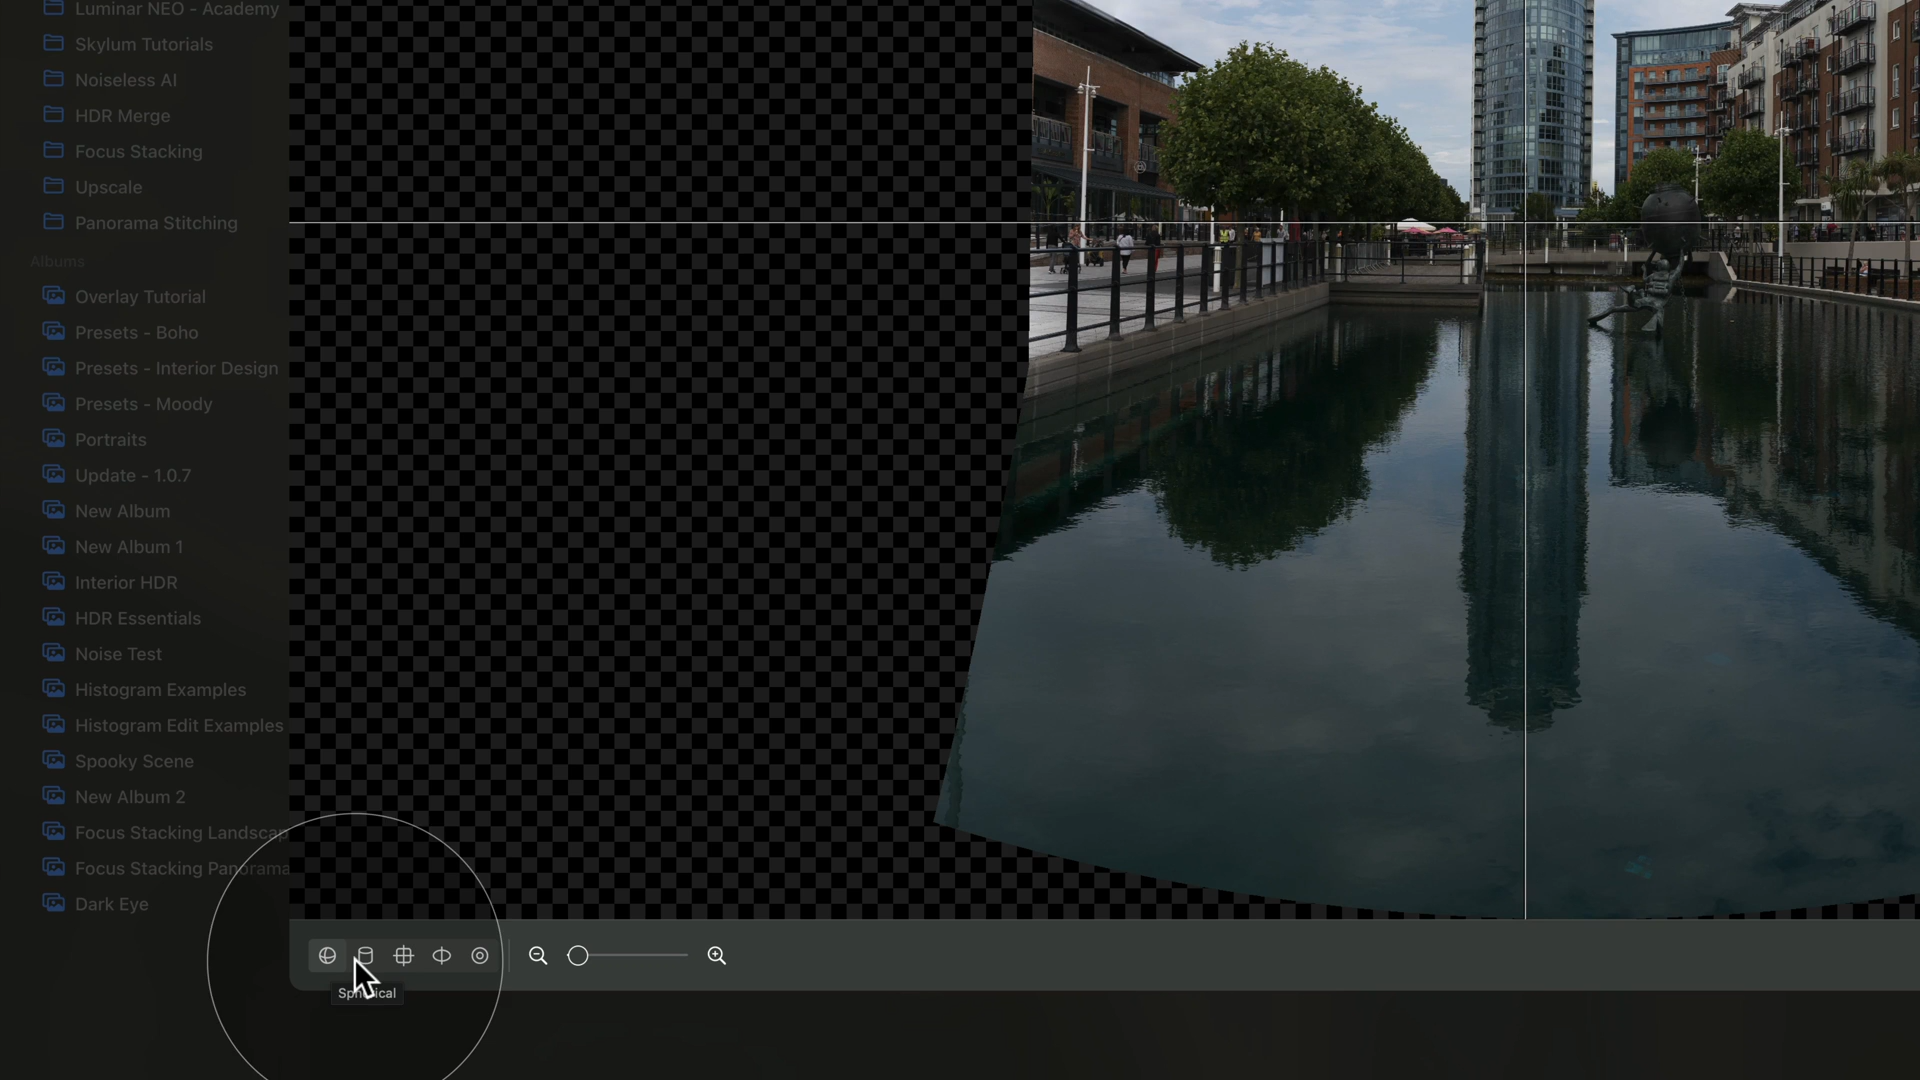 Luminar NEO - Academy
Skylum Tutorials
Noiseless AI
HDR Merge
Focus Stacking
Upscale
Panorama Stitching
Albums
Overlay Tutorial
Presets - Boho
Presets - Interior Design
Presets - Moody
Portraits
Update - 1.0.7
New Album
New Album 1
Interior HDR
HDR Essentials
Noise Test
Histogram Examples
Histogram Edit Examples
Spooky Scene
New Album 2
Focus Stacking Landscap
Focus Stacking Panorama
Dark Eye
Spherical